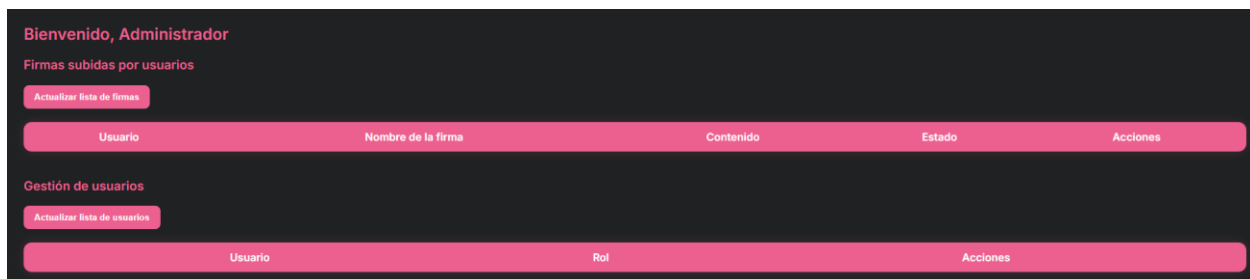 Bienvenido, Administrador
Firmas subidas por usuarios
Actualizar lista de firmas
Usuario Nombre de la firma Contenido Estado Acciones
Gestión de usuarios
Actualizar lista de usuarios
Usuario Rol Acciones